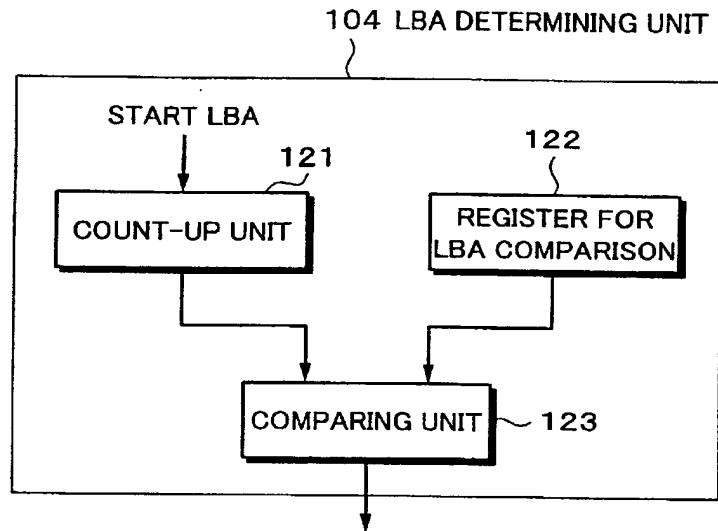 104 LBA DETERMINING UNIT
START LBA
121
122
COUNT-UP UNIT
REGISTER FOR
LBA COMPARISON
COMPARING UNIT
123